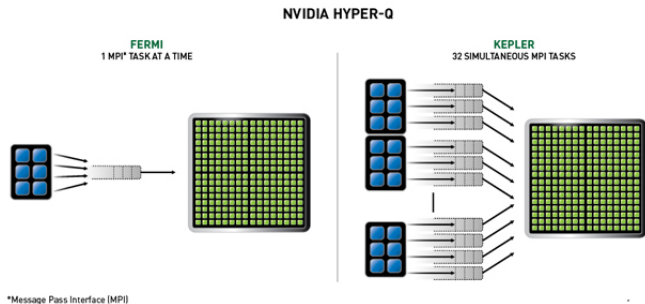 NVIDIA HYPER-Q
FERMI
1 MPI* TASK AT A TIME
KEPLER
32 SIMULTANEOUS MPI TASKS
*Message Pass Interface (MPI)